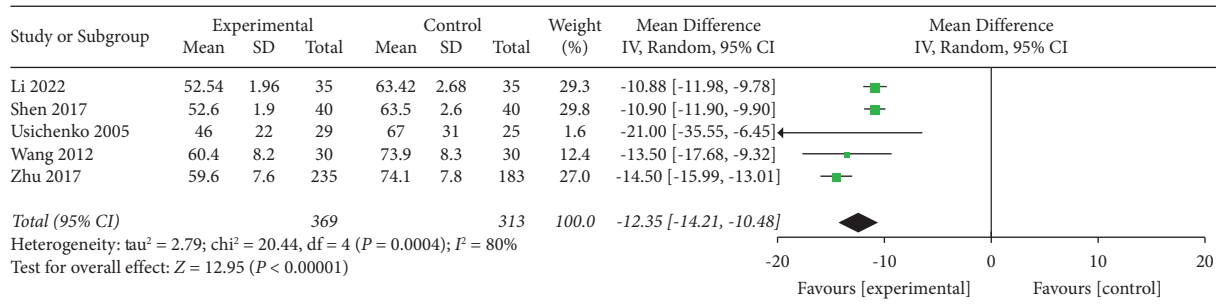 Study or Subgroup Experimental Control Weight (%) Mean Difference IV, Random, 95% CI Mean Difference IV, Random, 95% CI
Mean SD Total Mean SD Total
Li 2022 52.54 1.96 35 63.42 2.68 35 29.3 -10.88 [-11.98, -9.78]
Shen 2017 52.6 1.9 40 63.5 2.6 40 29.8 -10.90 [-11.90, -9.90]
Usichenko 2005 46 22 29 67 31 25 1.6 -21.00 [-35.55, -6.45]
Wang 2012 60.4 8.2 30 73.9 8.3 30 12.4 -13.50 [-17.68, -9.32]
Zhu 2017 59.6 7.6 235 74.1 7.8 183 27.0 -14.50 [-15.99, -13.01]
Total (95% CI) 369 313 100.0 -12.35 [-14.21, -10.48]
Heterogeneity: tau² = 2.79; chi² = 20.44, df = 4 (P = 0.0004); I² = 80%
Test for overall effect: Z = 12.95 (P < 0.00001)
-20 -10 0 10 20
Favours [experimental] Favours [control]